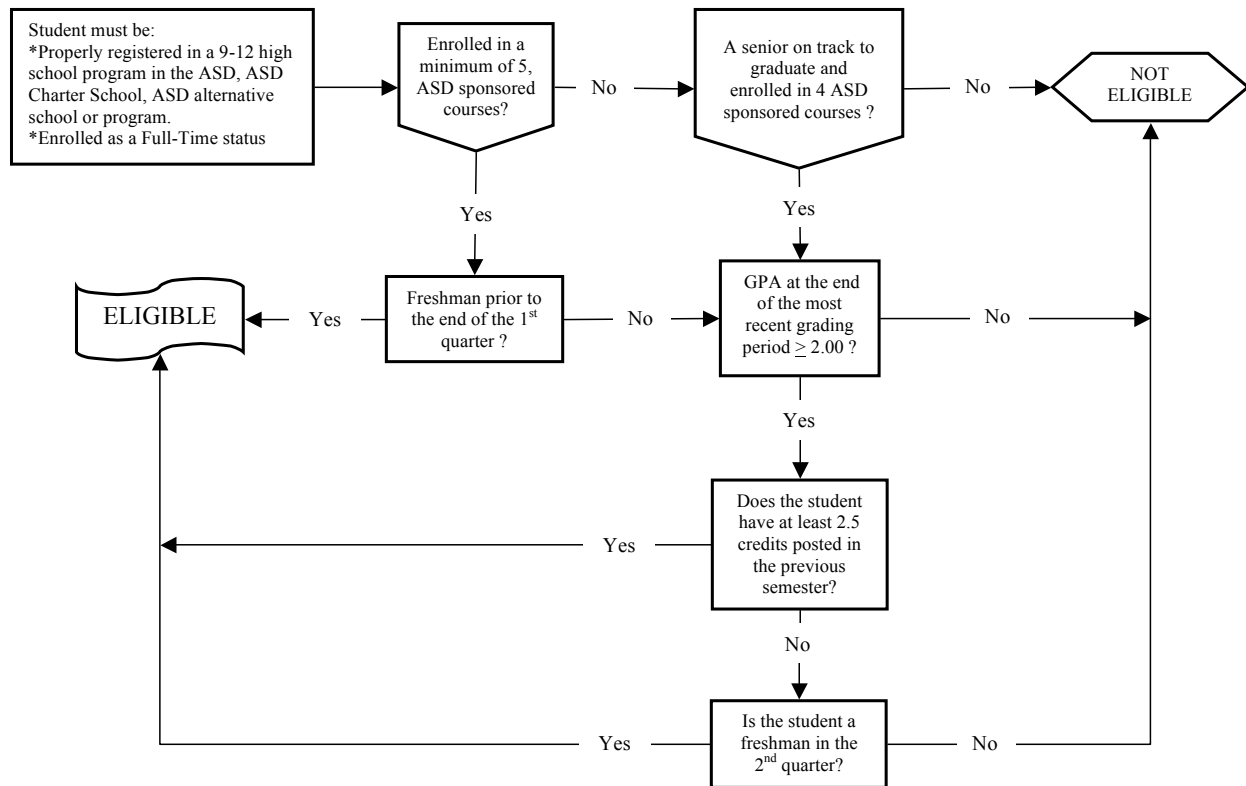 Student must be:
*Properly registered in a 9-12 high
school program in the ASD, ASD
Charter School, ASD alternative
school or program.
*Enrolled as a Full-Time status
Enrolled in a
minimum of 5,
ASD sponsored
courses?
No
A senior on track to
graduate and
enrolled in 4 ASD
sponsored courses ?
No
NOT
ELIGIBLE
Yes
Yes
ELIGIBLE
Yes
Freshman prior to
the end of the 1st
quarter ?
No
GPA at the end
of the most
recent grading
period ≥ 2.00 ?
No
Yes
Does the student
have at least 2.5
credits posted in
the previous
semester?
Yes
No
Is the student a
freshman in the
2nd quarter?
Yes
No